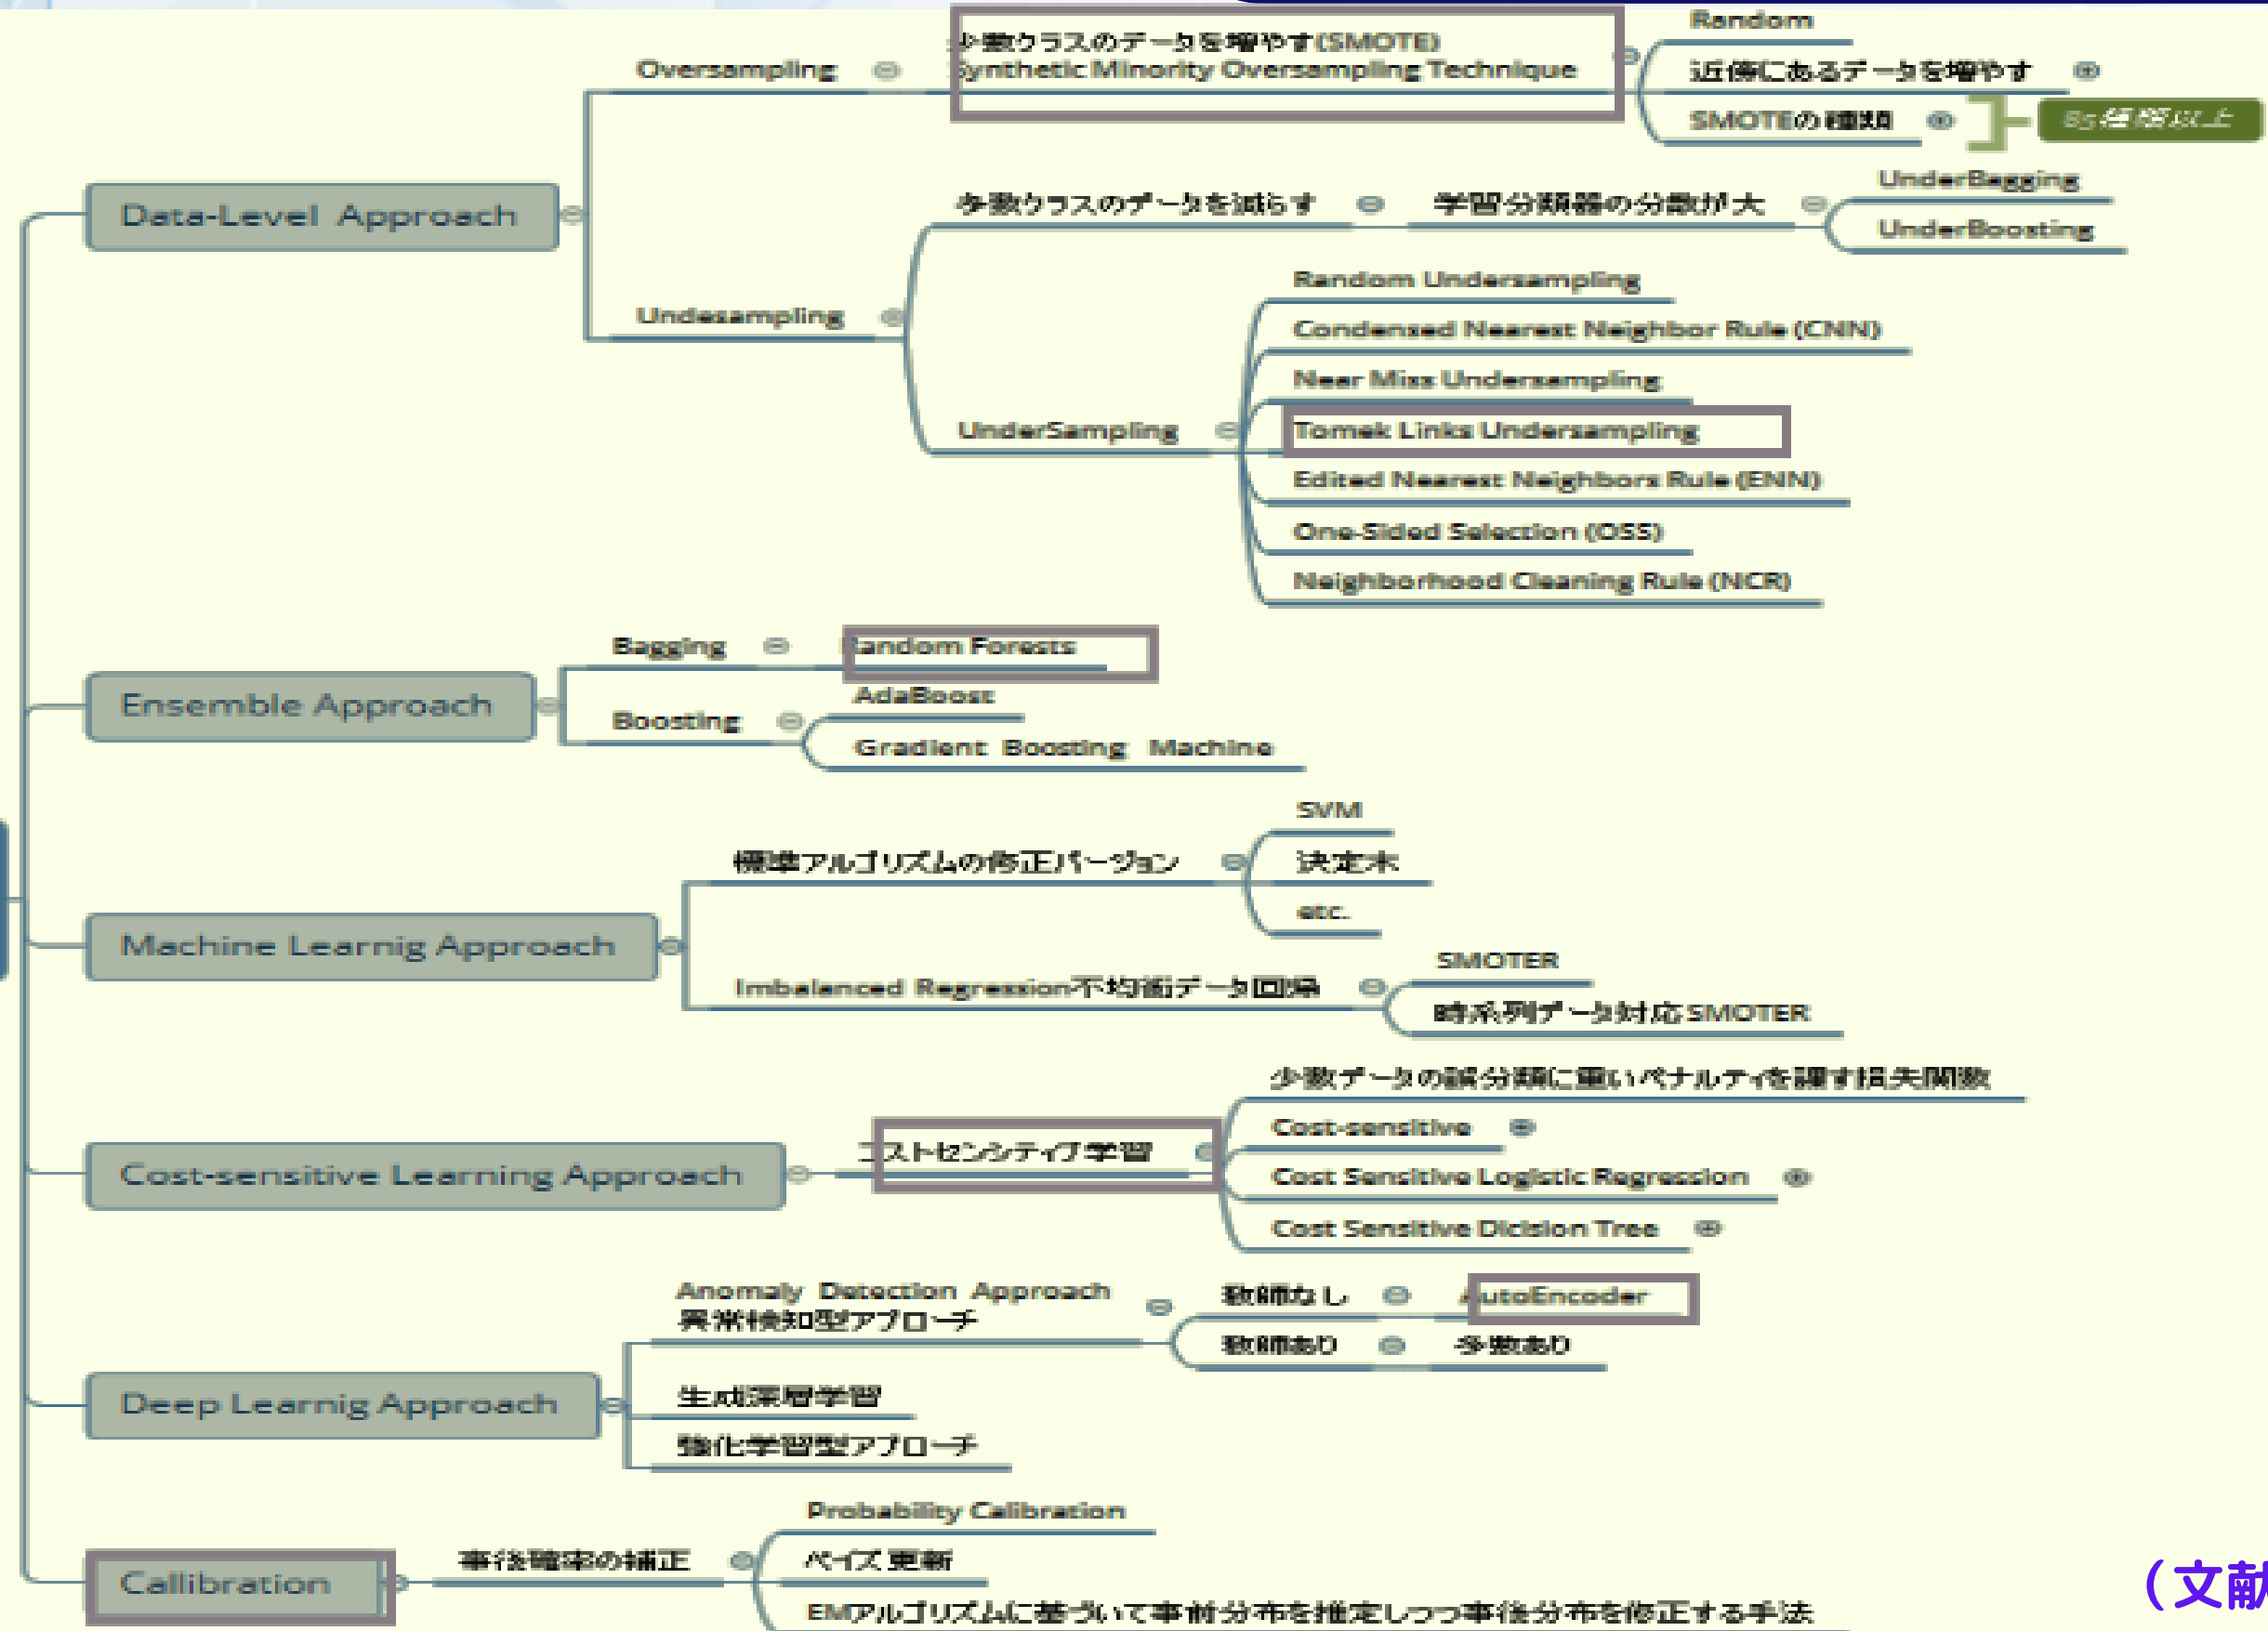 Random
少数クラスのデータを増やす(SMOTE)
Oversampling
Synthetic Minority Oversampling Technique
近傍にあるデータを増やす
SMOTEの種類
85種類以上
Data-Level Approach
多数クラスのデータを減らす
学習分類器の分散が大
UnderBagging
UnderBoosting
Undesampling
Random Undersampling
Condensed Nearest Neighbor Rule (CNN)
Near Miss Undersampling
UnderSampling
Tomek Links Undersampling
Edited Nearest Neighbors Rule (ENN)
One-Sided Selection (OSS)
Neighborhood Cleaning Rule (NCR)
Ensemble Approach
Bagging
Random Forests
Boosting
AdaBoost
Gradient Boosting Machine
Machine Learnig Approach
標準アルゴリズムの修正バージョン
SVM
決定木
etc.
Imbalanced Regression不均衡データ回帰
SMOTER
時系列データ対応SMOTER
Cost-sensitive Learning Approach
コストセンシティブ学習
少数データの誤分類に重いペナルティを課す損失関数
Cost-sensitive
Cost Sensitive Logistic Regression
Cost Sensitive Dicision Tree
Deep Learnig Approach
Anomaly Detection Approach
異常検知型アプローチ
教師なし
AutoEncoder
教師あり
多数あり
生成深層学習
強化学習型アプローチ
Callibration
事後確率の補正
Probability Calibration
ベイズ更新
EMアルゴリズムに基づいて事前分布を推定しつつ事後分布を修正する手法
(文献